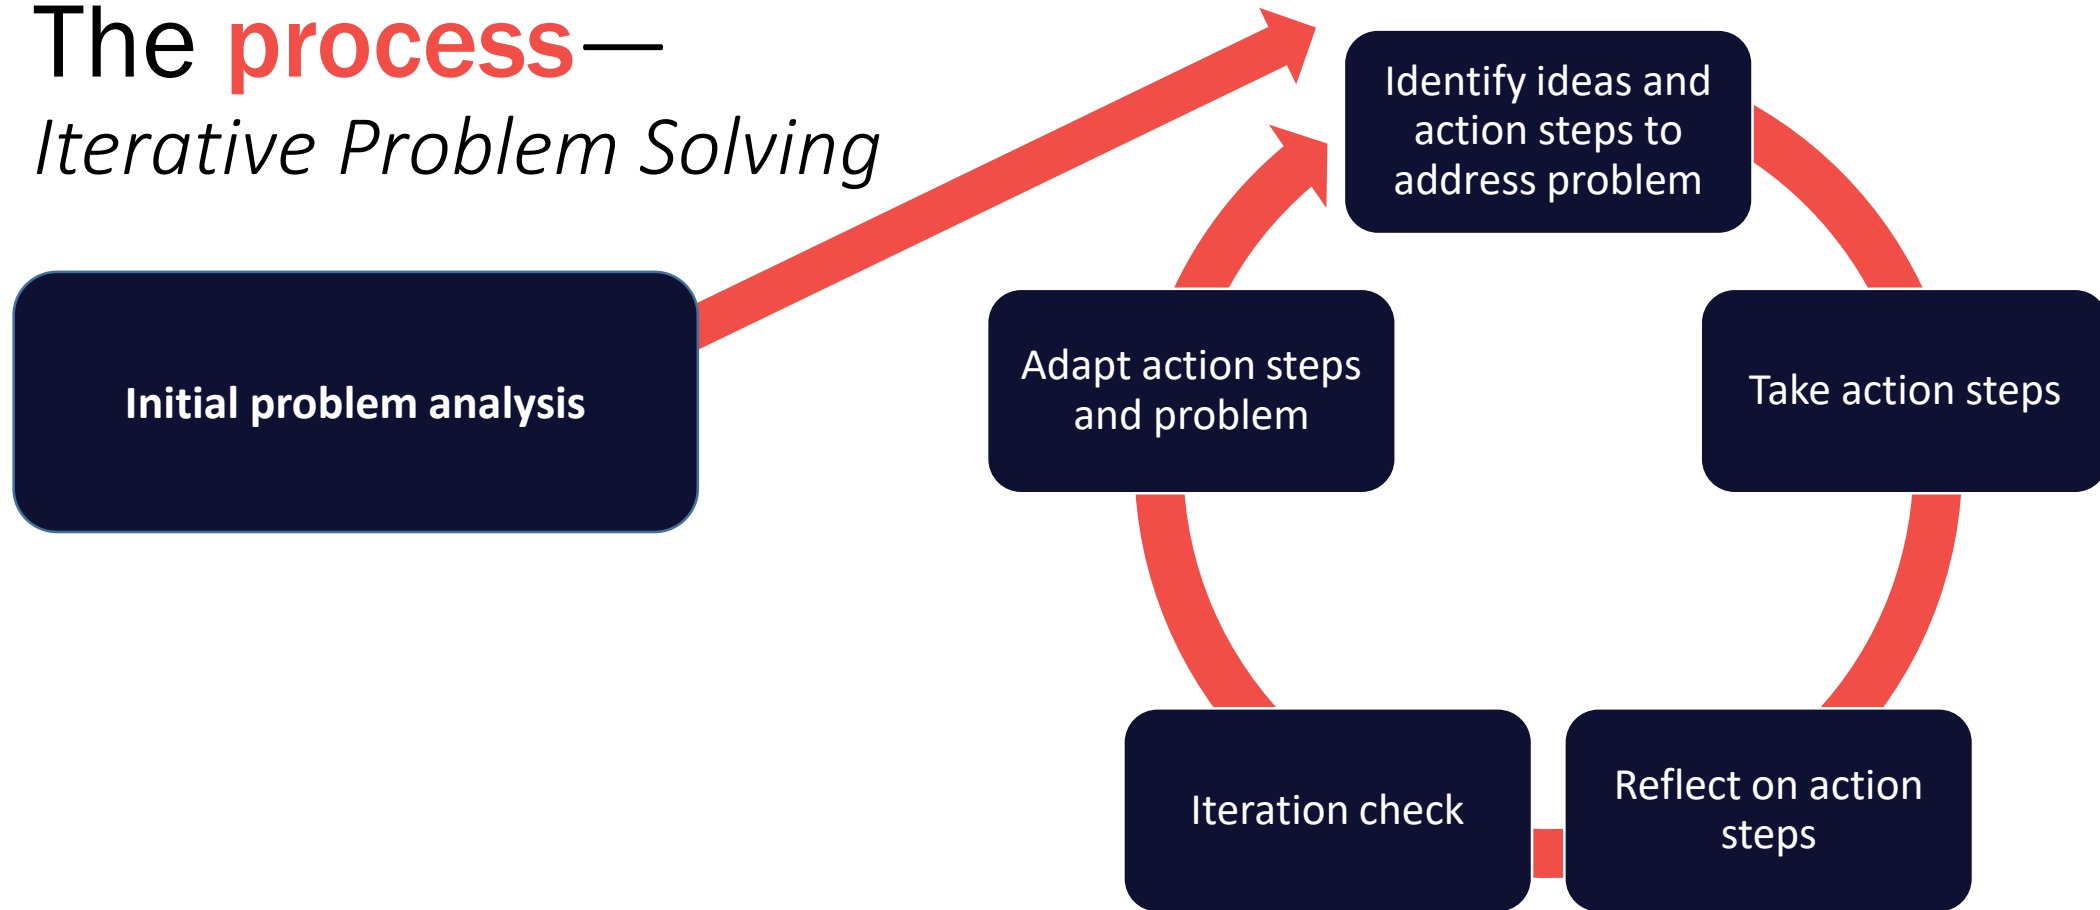 The process—
Iterative Problem Solving
Initial problem analysis
Identify ideas and
action steps to
address problem
Take action steps
Reflect on action
steps
Iteration check
Adapt action steps
and problem